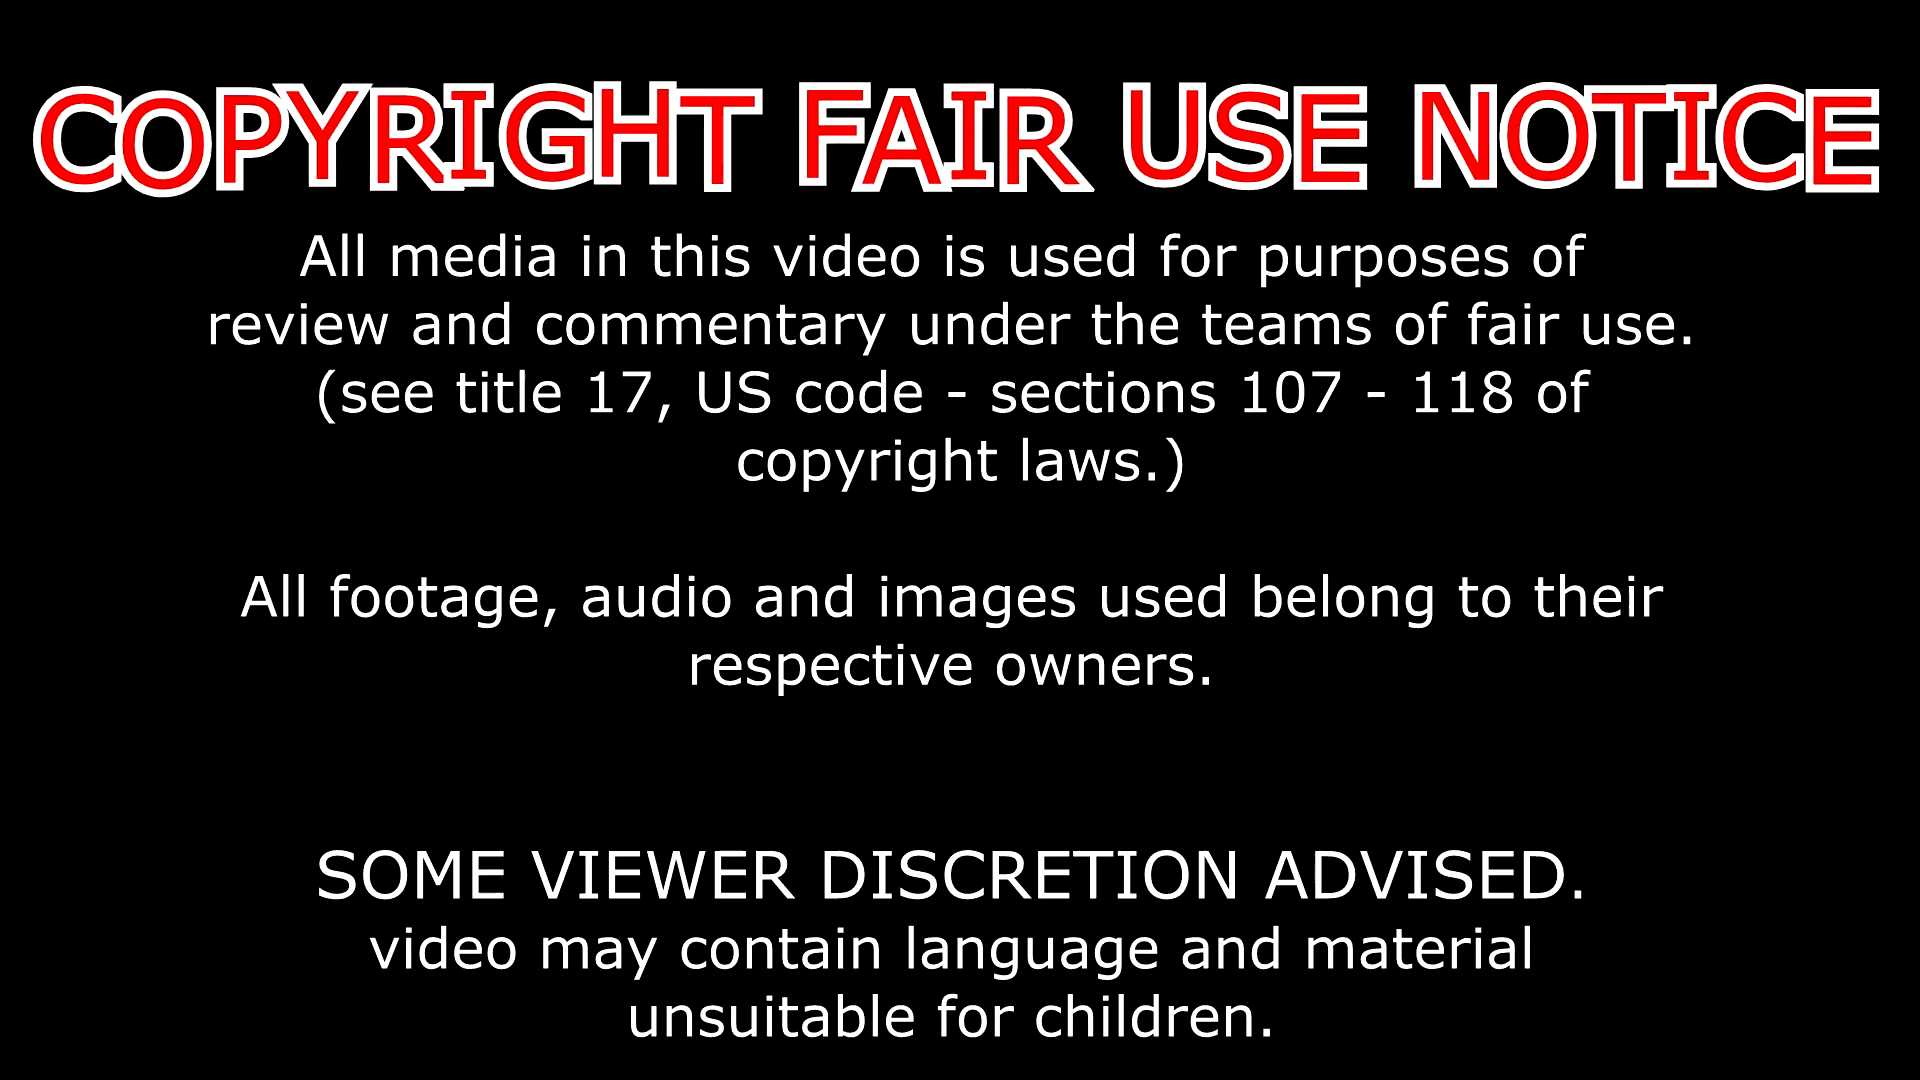 COPYRIGHT FAIR USE NOTICE
All media in this video is used for purposes of
review and commentary under the teams of fair use.
(see title 17, US code - sections 107 - 118 of
copyright laws.)
All footage, audio and images used belong to their
respective owners.
SOME VIEWER DISCRETION ADVISED.
video may contain language and material
unsuitable for children.